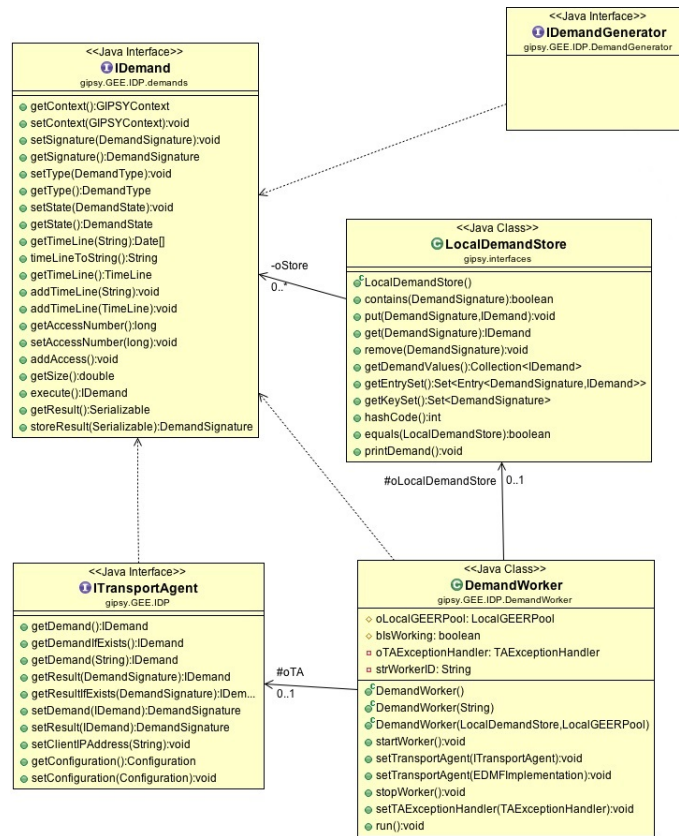 <<Java Interface>>
IDemand
gipsy.GEE.IDP.demands
getContext():GIPSYContext
setContext(GIPSYContext):void
setSignature(DemandSignature):void
getSignature():DemandSignature
setType(DemandType):void
getType():DemandType
setState(DemandState):void
getState():DemandState
getTimeLine(String):Date[]
timeLineToString():String
getTimeLine():TimeLine
addTimeLine(String):void
addTimeLine(TimeLine):void
getAccessNumber():long
setAccessNumber(long):void
addAccess():void
getSize():double
execute():IDemand
getResult():Serializable
storeResult(Serializable):DemandSignature
<<Java Interface>>
IDemandGenerator
gipsy.GEE.IDP.DemandGenerator
-oStore
0..*
<<Java Class>>
LocalDemandStore
gipsy.interfaces
LocalDemandStore()
contains(DemandSignature):boolean
put(DemandSignature,IDemand):void
get(DemandSignature):IDemand
remove(DemandSignature):void
getDemandValues():Collection<IDemand>
getEntrySet():Set<Entry<DemandSignature,IDemand>>
getKeySet():Set<DemandSignature>
hashCode():int
equals(LocalDemandStore):boolean
printDemand():void
#oLocalDemandStore
0..1
<<Java Interface>>
ITransportAgent
gipsy.GEE.IDP
getDemand():IDemand
getDemandIfExists():IDemand
getDemand(String):IDemand
getResult(DemandSignature):IDemand
getResultIfExists(DemandSignature):IDem...
setDemand(IDemand):DemandSignature
setResult(IDemand):DemandSignature
setClientIPAddress(String):void
getConfiguration():Configuration
setConfiguration(Configuration):void
#oTA
0..1
<<Java Class>>
DemandWorker
gipsy.GEE.IDP.DemandWorker
oLocalGEERPool: LocalGEERPool
bIsWorking: boolean
oTAExceptionHandler: TAExceptionHandler
strWorkerID: String
DemandWorker()
DemandWorker(String)
DemandWorker(LocalDemandStore,LocalGEERPool)
startWorker():void
setTransportAgent(ITransportAgent):void
setTransportAgent(EDMFImplementation):void
stopWorker():void
setTAExceptionHandler(TAExceptionHandler):void
run():void